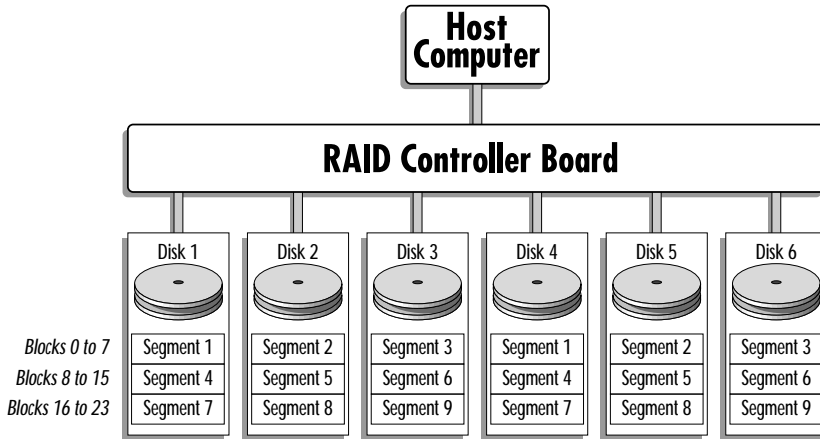 Host
Computer
RAID Controller Board
Disk 1 Disk 2 Disk 3 Disk 4 Disk 5 Disk 6
Blocks 0 to 7 Segment 1 Segment 2 Segment 3 Segment 1 Segment 2 Segment 3
Blocks 8 to 15 Segment 4 Segment 5 Segment 6 Segment 4 Segment 5 Segment 6
Blocks 16 to 23 Segment 7 Segment 8 Segment 9 Segment 7 Segment 8 Segment 9